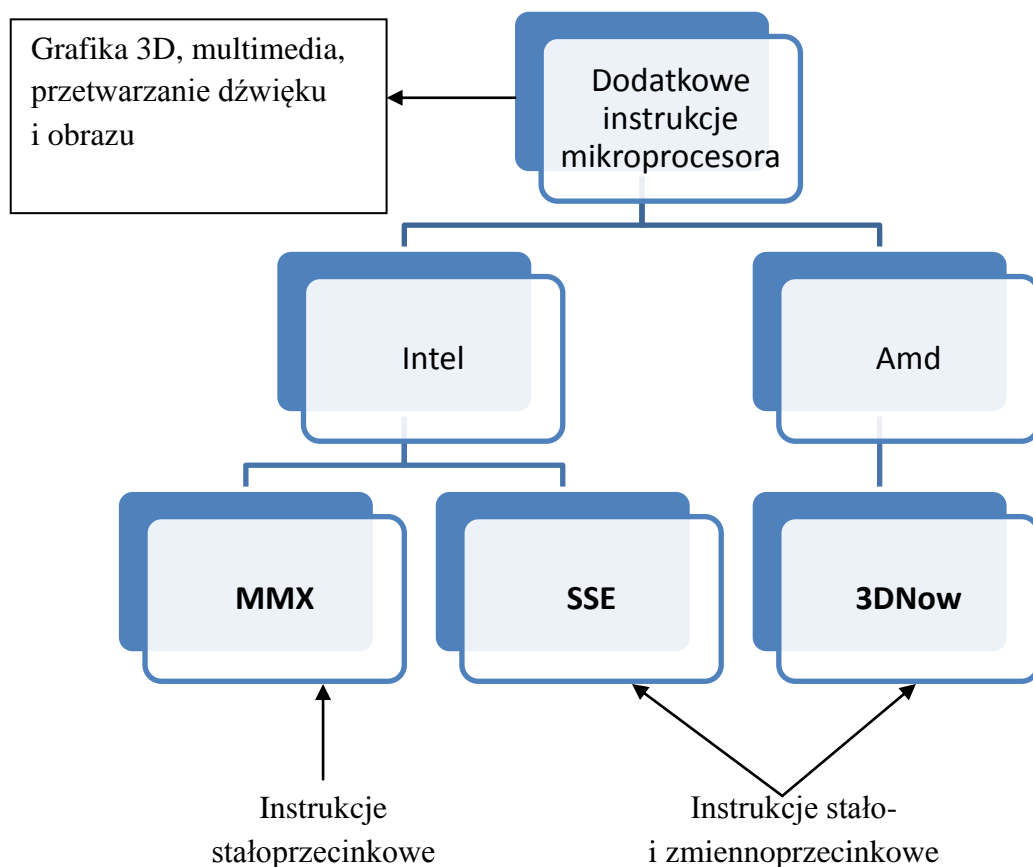 Grafika 3D, multimedia,
przetwarzanie dźwięku
i obrazu
Dodatkowe
instrukcje
mikroprocesora
Intel
Amd
MMX
SSE
3DNow
Instrukcje
stałoprzecinkowe
Instrukcje stało-
i zmiennoprzecinkowe